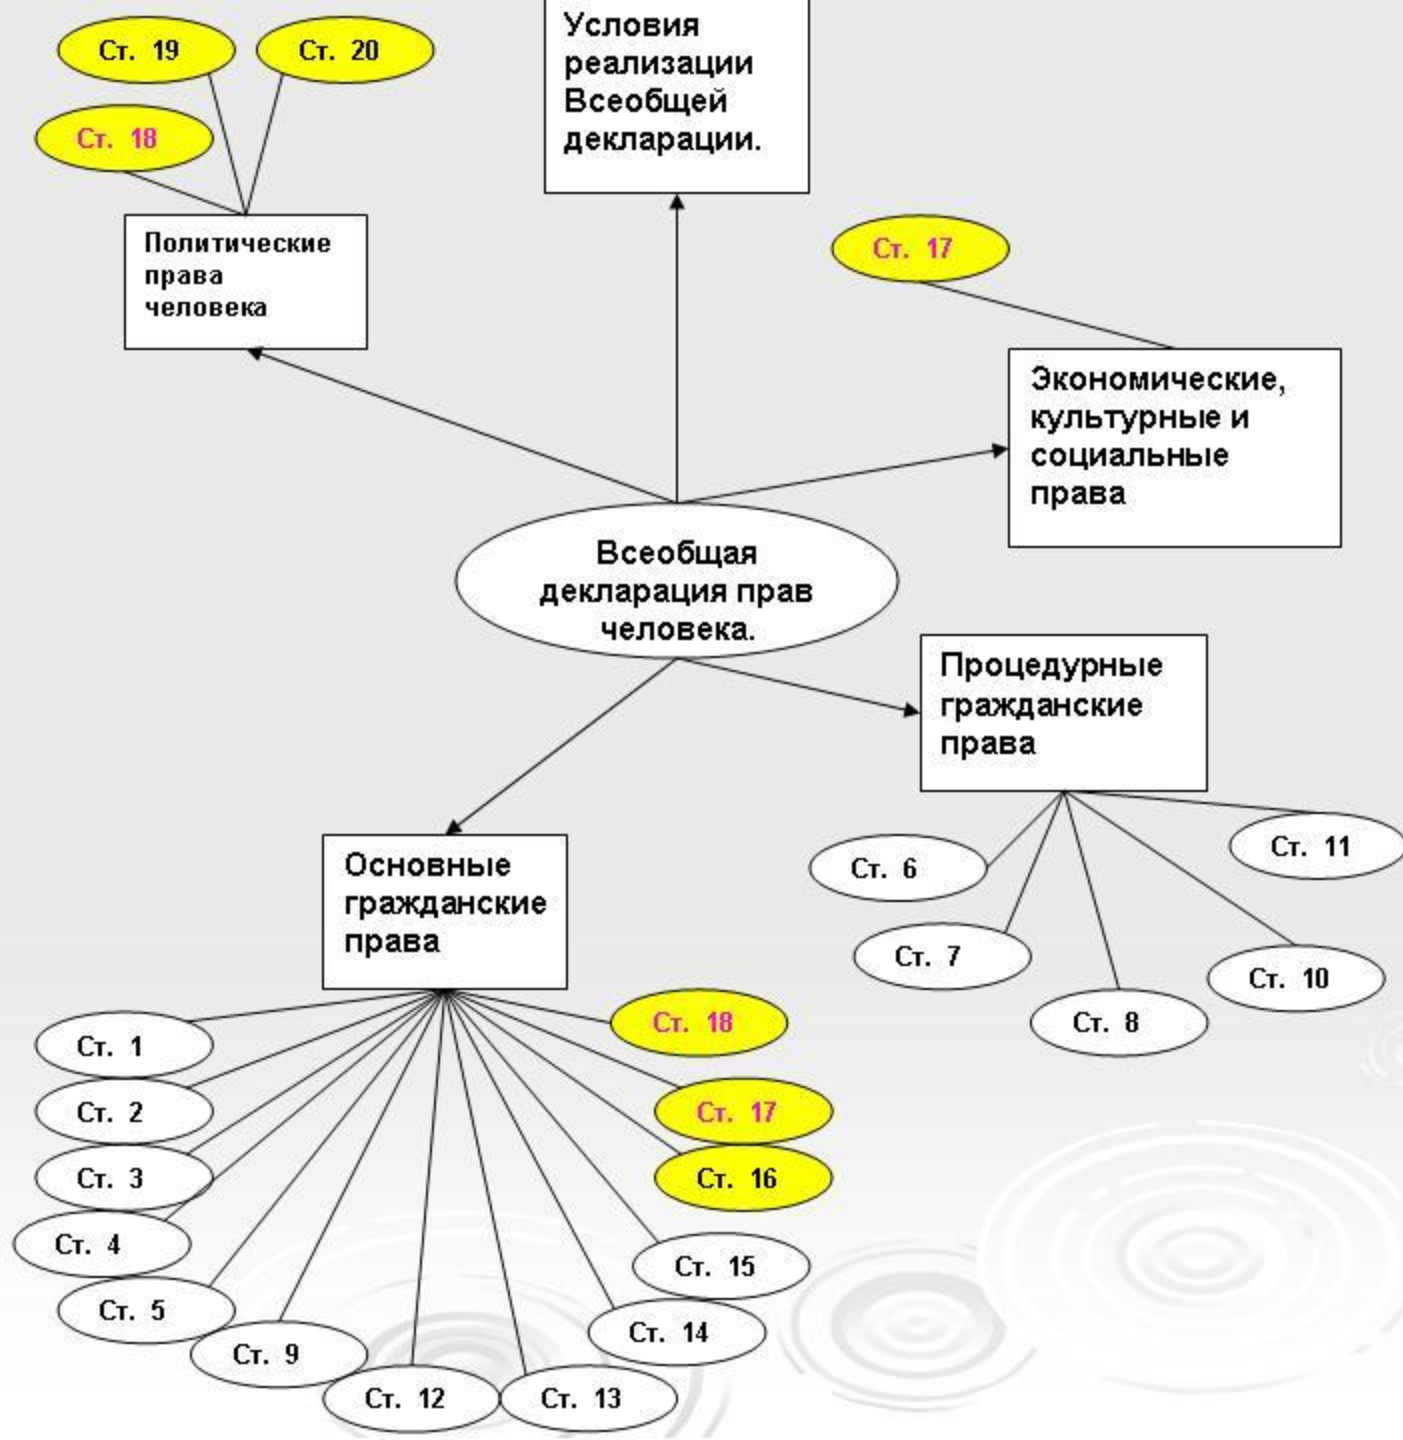 Ст. 19
Ст. 20
Ст. 18
Политические
права
человека
Условия
реализации
Всеобщей
декларации.
Ст. 17
Экономические,
культурные и
социальные
права
Всеобщая
декларация прав
человека.
Процедурные
гражданские
права
Ст. 6
Ст. 7
Ст. 8
Ст. 10
Ст. 11
Основные
гражданские
права
Ст. 1
Ст. 2
Ст. 3
Ст. 4
Ст. 5
Ст. 9
Ст. 12
Ст. 13
Ст. 14
Ст. 15
Ст. 16
Ст. 17
Ст. 18